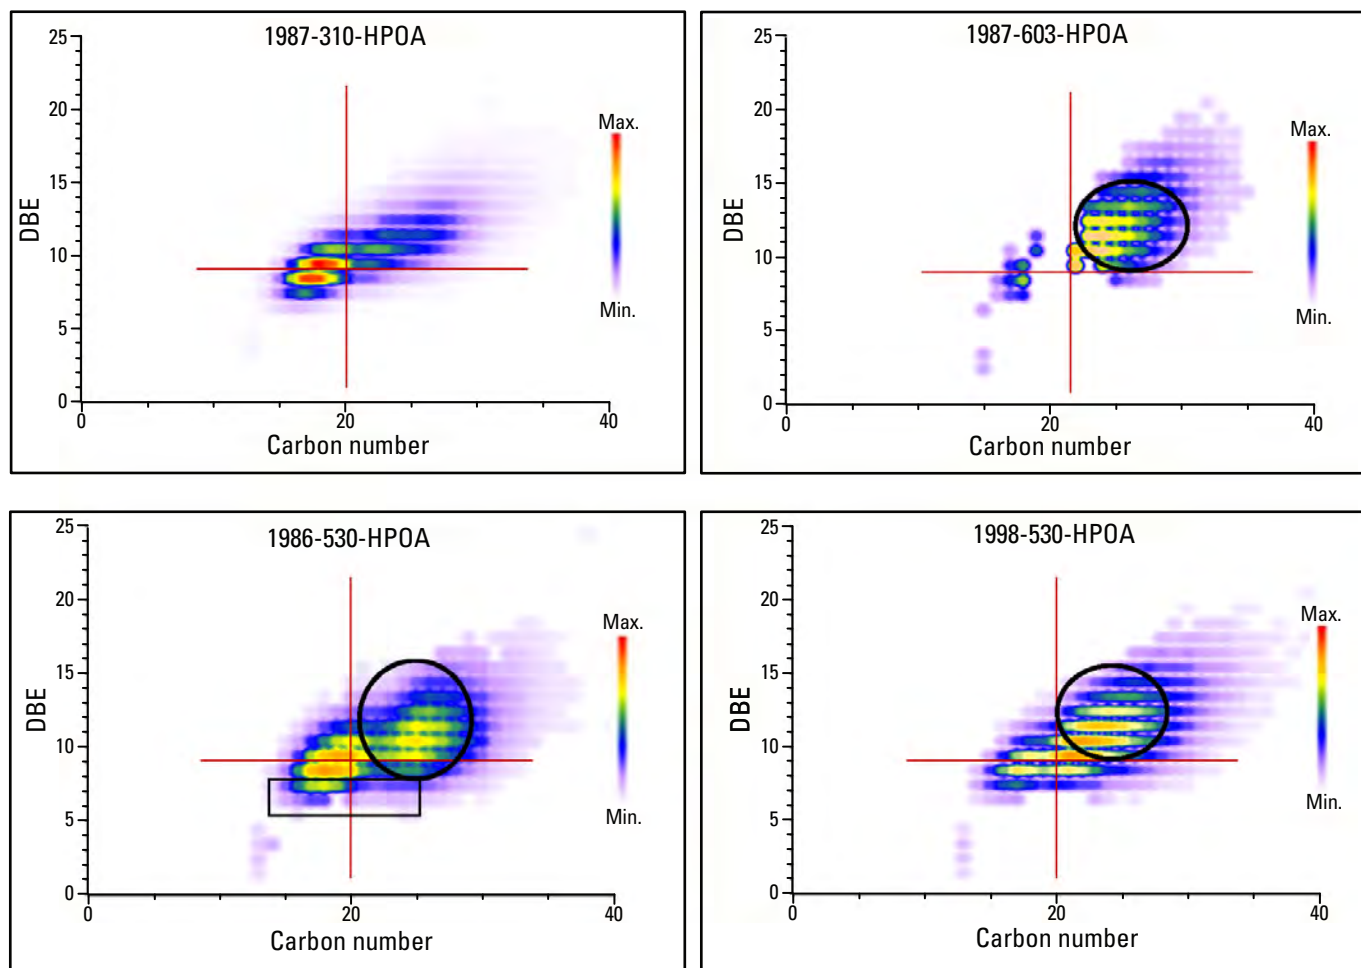 1987-310-HPOA
25
20
15
10
5
0
DBE
0
20
40
Carbon number
Max.
Min.
1987-603-HPOA
25
20
15
10
5
0
DBE
0
20
40
Carbon number
Max.
Min.
1986-530-HPOA
25
20
15
10
5
0
DBE
0
20
40
Carbon number
Max.
Min.
1998-530-HPOA
25
20
15
10
5
0
DBE
0
20
40
Carbon number
Max.
Min.